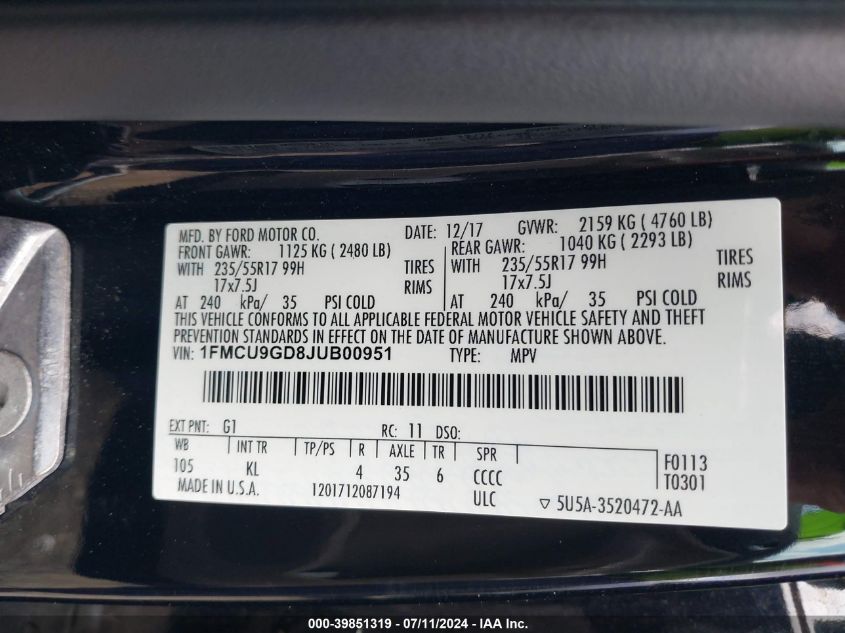 MFD. BY FORD MOTOR CO. DATE: 12/17 GVWR: 2159 KG ( 4760 LB)
FRONT GAWR: 1125 KG ( 2480 LB) REAR GAWR: 1040 KG ( 2293 LB)
WITH 235/55R17 99H TIRES WITH 235/55R17 99H TIRES
17x7.5J RIMS 17x7.5J RIMS
AT 240 kPa/ 35 PSI COLD AT 240 kPa/ 35 PSI COLD
THIS VEHICLE CONFORMS TO ALL APPLICABLE FEDERAL MOTOR VEHICLE SAFETY AND THEFT
PREVENTION STANDARDS IN EFFECT ON THE DATE OF MANUFACTURE SHOWN ABOVE.
VIN: 1FMCU9GD8JUB00951 TYPE: MPV
EXT PNT: G1 RC: 11 DSO:
WB INT TR TP/PS R AXLE TR SPR
105 KL 4 35 6 CCCC F0113
T0301
MADE IN U.S.A. 1201712087194 ULC ▽ 5U5A-3520472-AA
000-39851319 / 07/11/2024 - IAA Inc.